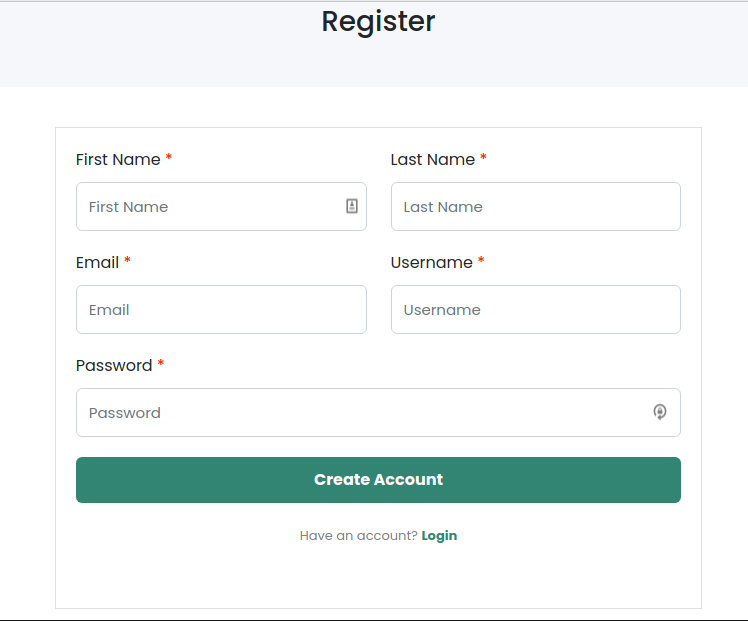 Register
First Name * Last Name *
First Name Last Name
Email * Username *
Email Username
Password *
Password
Create Account
Have an account? Login